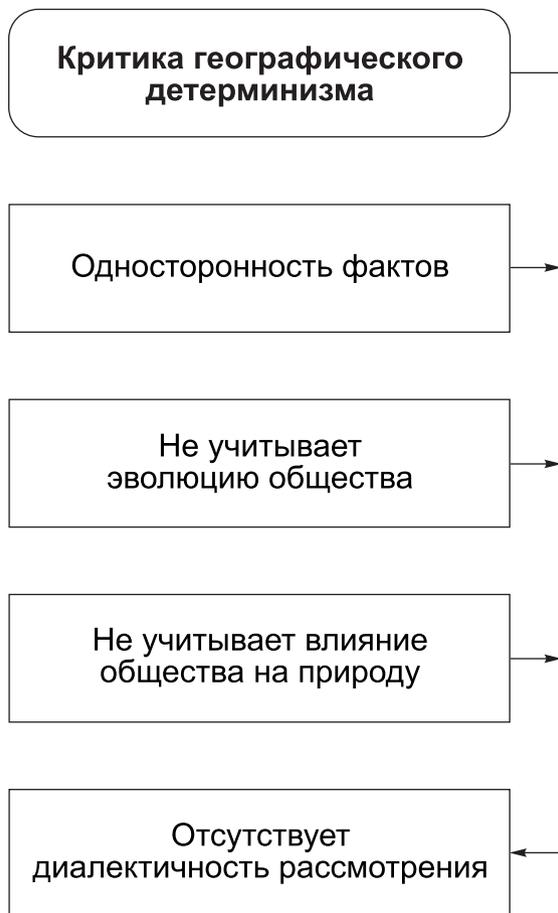 Критика географического
детерминизма
Односторонность фактов
Не учитывает
эволюцию общества
Не учитывает влияние
общества на природу
Отсутствует
диалектичность рассмотрения